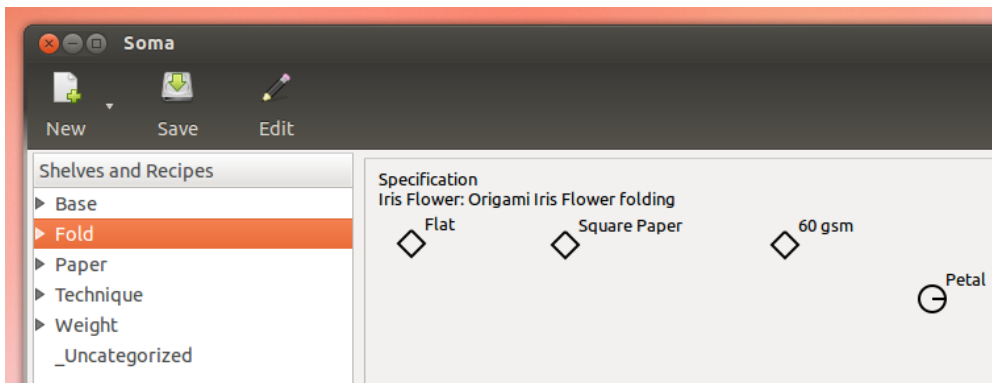 Soma
New
Save
Edit
Shelves and Recipes
Base
Fold
Paper
Technique
Weight
_Uncategorized
Specification
Iris Flower: Origami Iris Flower folding
Flat
Square Paper
60 gsm
Petal